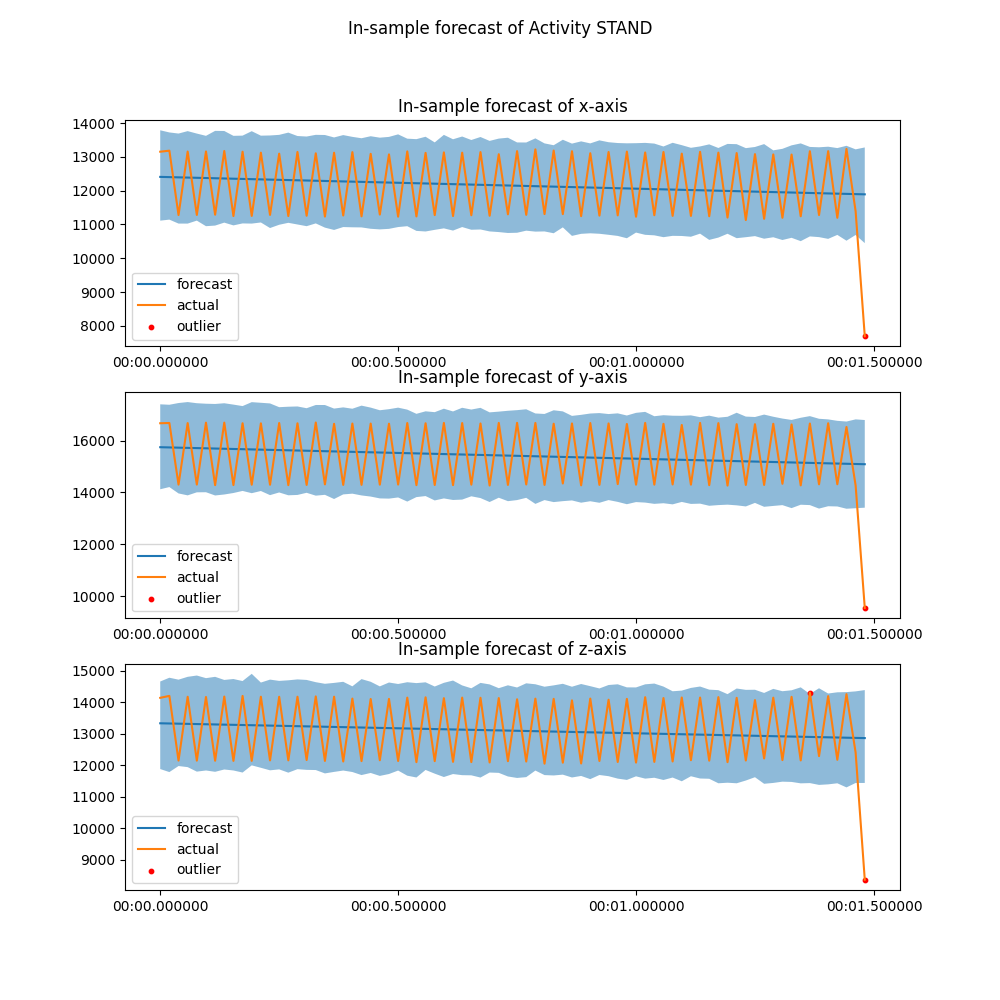 In-sample forecast of Activity STAND
In-sample forecast of x-axis
14000
13000
12000
11000
10000
9000
8000
forecast
actual
outlier
00:00.000000 00:00.500000 00:01.000000 00:01.500000
In-sample forecast of y-axis
16000
14000
12000
10000
forecast
actual
outlier
00:00.000000 00:00.500000 00:01.000000 00:01.500000
In-sample forecast of z-axis
15000
14000
13000
12000
11000
10000
9000
forecast
actual
outlier
00:00.000000 00:00.500000 00:01.000000 00:01.500000